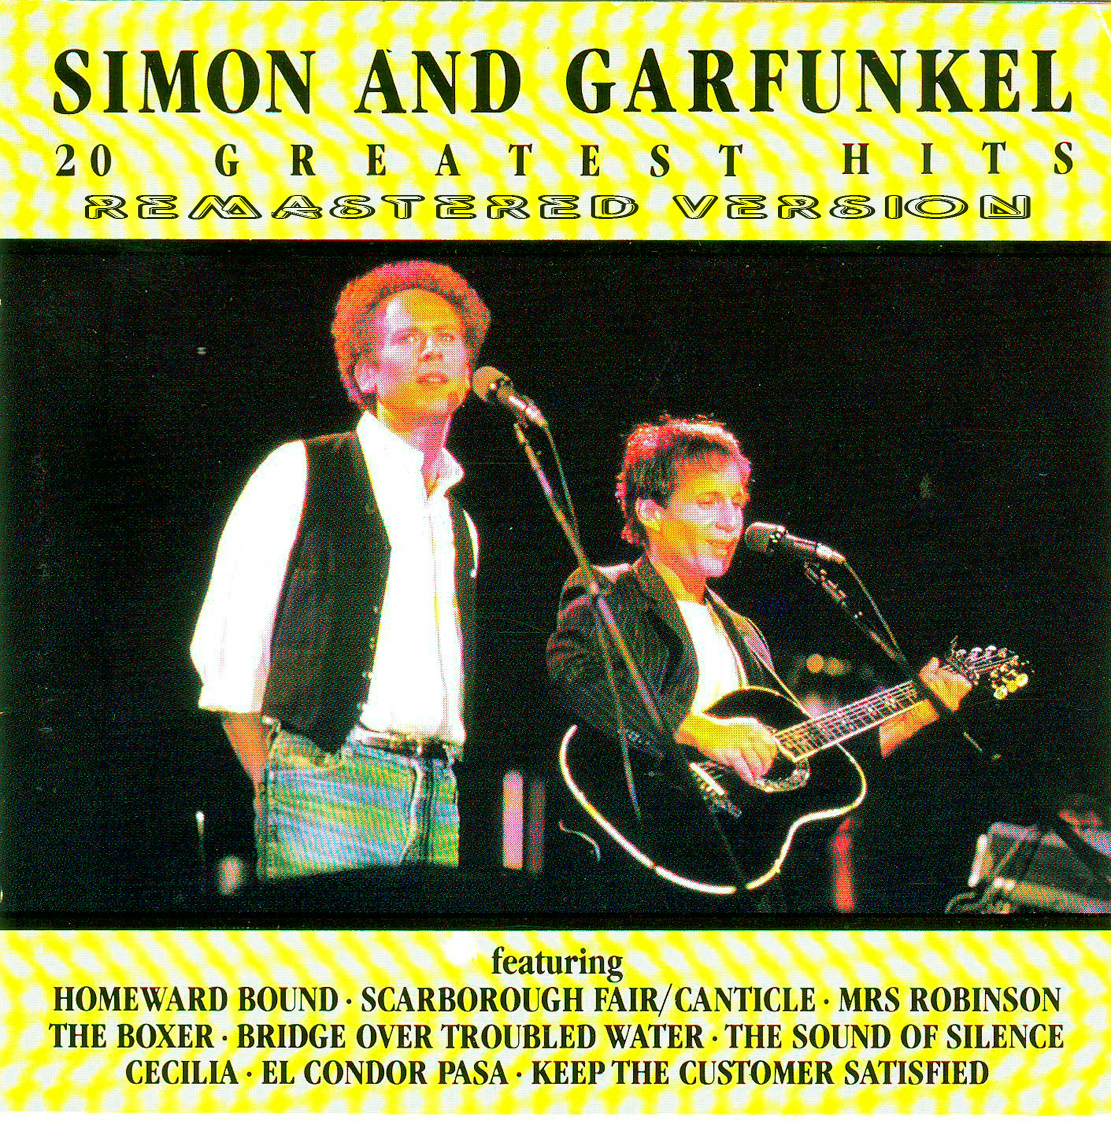 SIMON AND GARFUNKEL
20 GREATEST HITS
REMASTERED VERSION
featuring
HOMEWARD BOUND · SCARBOROUGH FAIR/CANTICLE · MRS ROBINSON
THE BOXER · BRIDGE OVER TROUBLED WATER · THE SOUND OF SILENCE
CECILIA · EL CONDOR PASA · KEEP THE CUSTOMER SATISFIED